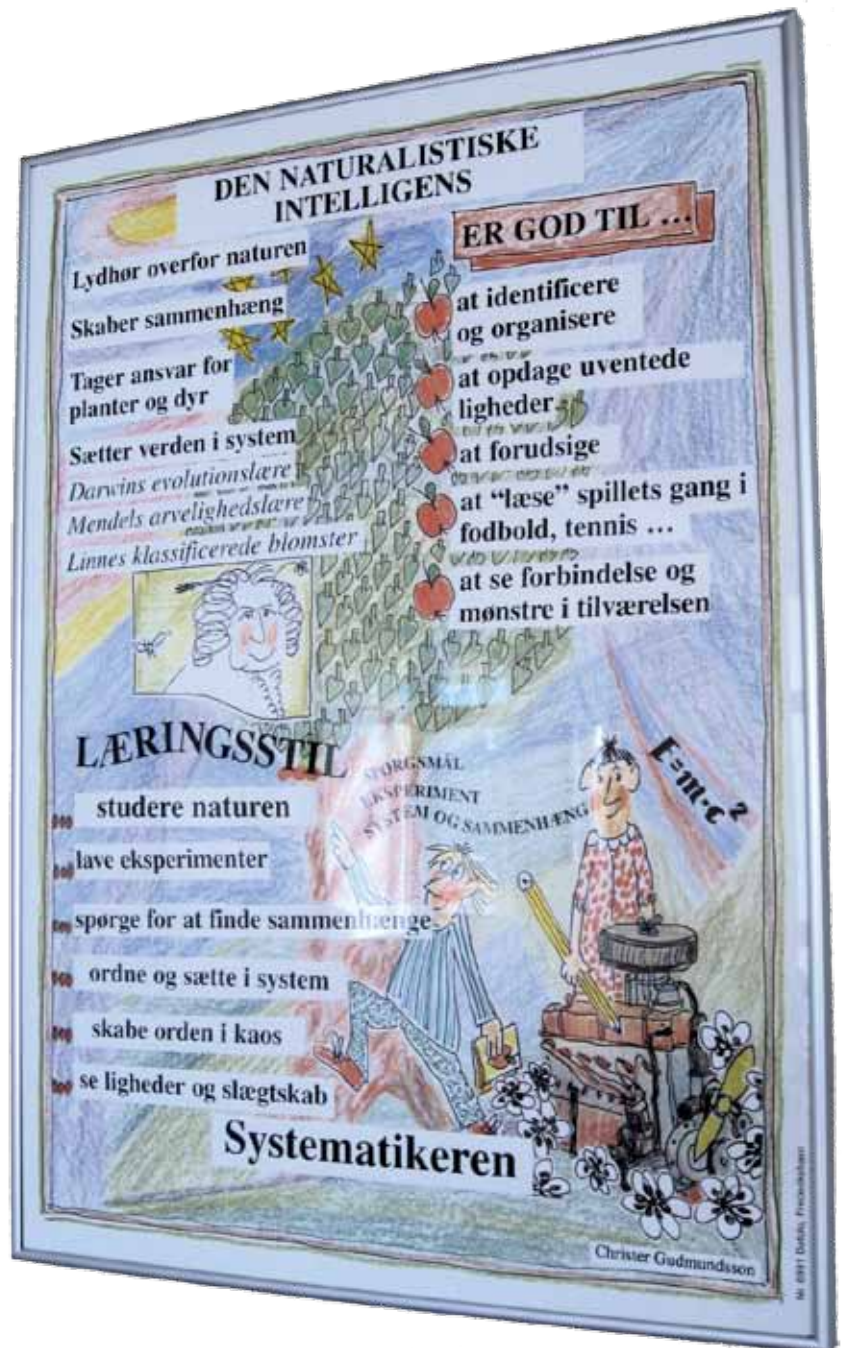 DEN NATURALISTISKE
INTELLIGENS
Lydhør overfor naturen
Skaber sammenhæng
Tager ansvar for
planter og dyr
Sætter verden i system
Darwins evolutionslære
Mendels arvelighedslære
Linnes klassificerede blomster
ER GOD TIL ...
at identificere
og organisere
at opdage uventede
ligheder
at forudsige
at “læse” spillets gang i
fodbold, tennis ...
at se forbindelse og
mønstre i tilværelsen
LÆRINGSSTIL
studere naturen
lave eksperimenter
spørge for at finde sammenhænge
ordne og sætte i system
skabe orden i kaos
se ligheder og slægtskab
SPØRGSMÅL
EKSPERIMENT
SYSTEM OG SAMMENHÆNG
E=m·c²
Systematikeren
Christer Gudmundsson